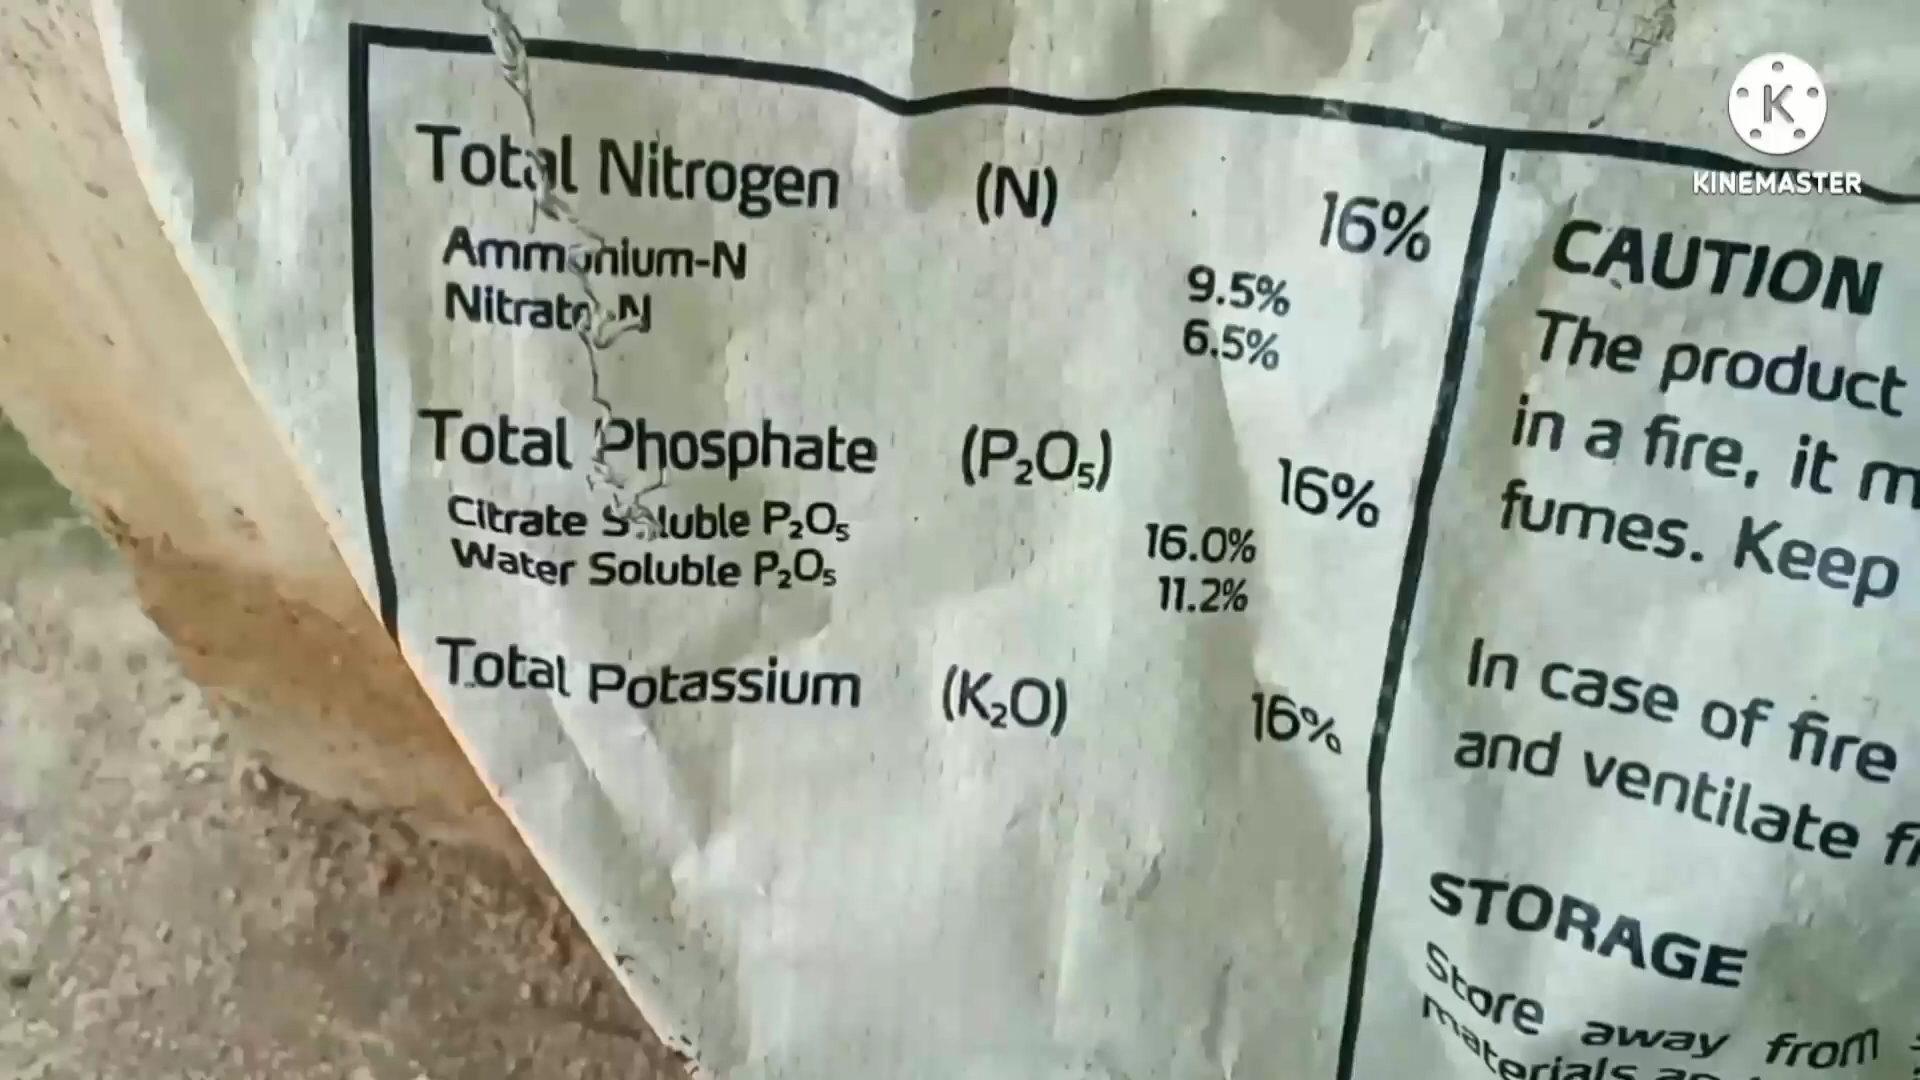 Total Nitrogen (N) 16%
Ammonium-N 9.5%
Nitrate-N 6.5%
Total Phosphate (P₂O₅) 16%
Citrate Soluble P₂O₅ 16.0%
Water Soluble P₂O₅ 11.2%
Total Potassium (K₂O) 16%
CAUTION
The product
in a fire, it
fumes. Keep
In case of fire
and ventilate
STORAGE
Store away from
materials
K
KINEMASTER